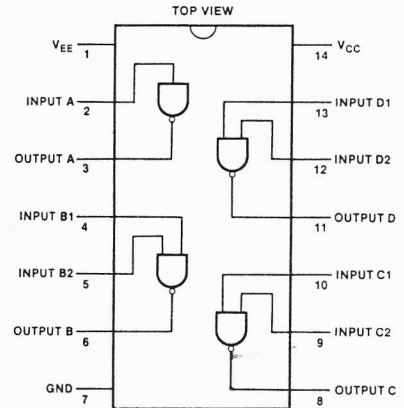 TOP VIEW
VEE 1
14 VCC
INPUT A 2
13 INPUT D1
OUTPUT A 3
12 INPUT D2
INPUT B1 4
11 OUTPUT D
INPUT B2 5
10 INPUT C1
OUTPUT B 6
9 INPUT C2
GND 7
8 OUTPUT C